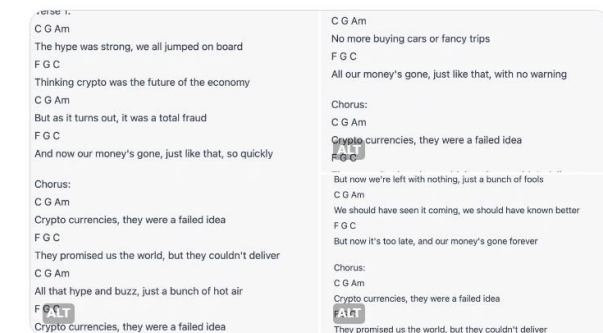 Verse 1:
C G Am
The hype was strong, we all jumped on board
F G C
Thinking crypto was the future of the economy
C G Am
But as it turns out, it was a total fraud
F G C
And now our money's gone, just like that, so quickly
Chorus:
C G Am
Crypto currencies, they were a failed idea
F G C
They promised us the world, but they couldn't deliver
C G Am
All that hype and buzz, just a bunch of hot air
F G C
ALT
Crypto currencies, they were a failed idea
C G Am
No more buying cars or fancy trips
F G C
All our money's gone, just like that, with no warning
Chorus:
C G Am
Crypto currencies, they were a failed idea
ALT
F G C
But now we're left with nothing, just a bunch of fools
C G Am
We should have seen it coming, we should have known better
F G C
But now it's too late, and our money's gone forever
Chorus:
C G Am
Crypto currencies, they were a failed idea
ALT
They promised us the world, but they couldn't deliver